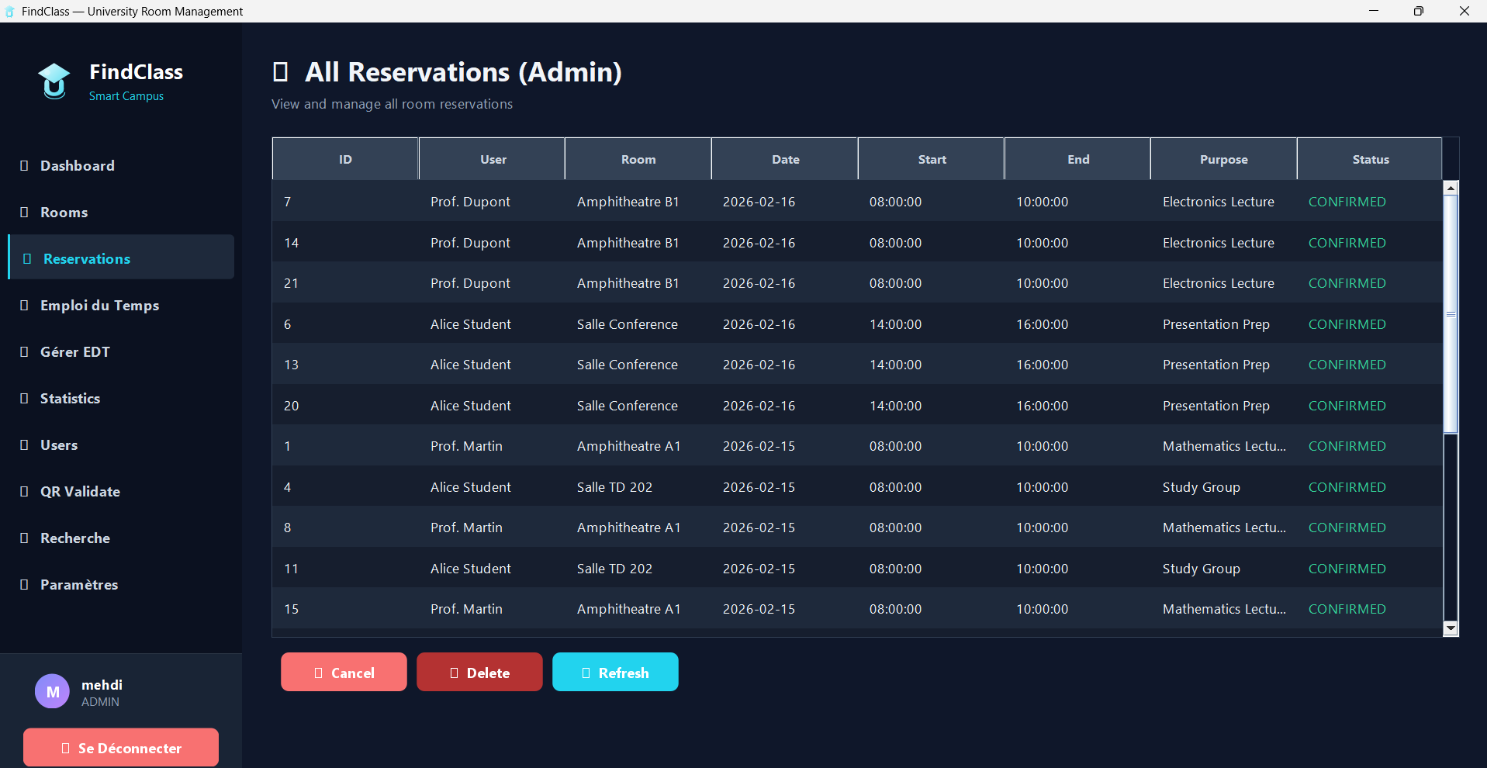 FindClass — University Room Management
FindClass
Smart Campus
Dashboard
Rooms
Reservations
Emploi du Temps
Gérer EDT
Statistics
Users
QR Validate
Recherche
Paramètres
M
mehdi
ADMIN
Se Déconnecter
All Reservations (Admin)
View and manage all room reservations
ID User Room Date Start End Purpose Status
7 Prof. Dupont Amphitheatre B1 2026-02-16 08:00:00 10:00:00 Electronics Lecture CONFIRMED
14 Prof. Dupont Amphitheatre B1 2026-02-16 08:00:00 10:00:00 Electronics Lecture CONFIRMED
21 Prof. Dupont Amphitheatre B1 2026-02-16 08:00:00 10:00:00 Electronics Lecture CONFIRMED
6 Alice Student Salle Conference 2026-02-16 14:00:00 16:00:00 Presentation Prep CONFIRMED
13 Alice Student Salle Conference 2026-02-16 14:00:00 16:00:00 Presentation Prep CONFIRMED
20 Alice Student Salle Conference 2026-02-16 14:00:00 16:00:00 Presentation Prep CONFIRMED
1 Prof. Martin Amphitheatre A1 2026-02-15 08:00:00 10:00:00 Mathematics Lectu... CONFIRMED
4 Alice Student Salle TD 202 2026-02-15 08:00:00 10:00:00 Study Group CONFIRMED
8 Prof. Martin Amphitheatre A1 2026-02-15 08:00:00 10:00:00 Mathematics Lectu... CONFIRMED
11 Alice Student Salle TD 202 2026-02-15 08:00:00 10:00:00 Study Group CONFIRMED
15 Prof. Martin Amphitheatre A1 2026-02-15 08:00:00 10:00:00 Mathematics Lectu... CONFIRMED
Cancel Delete Refresh